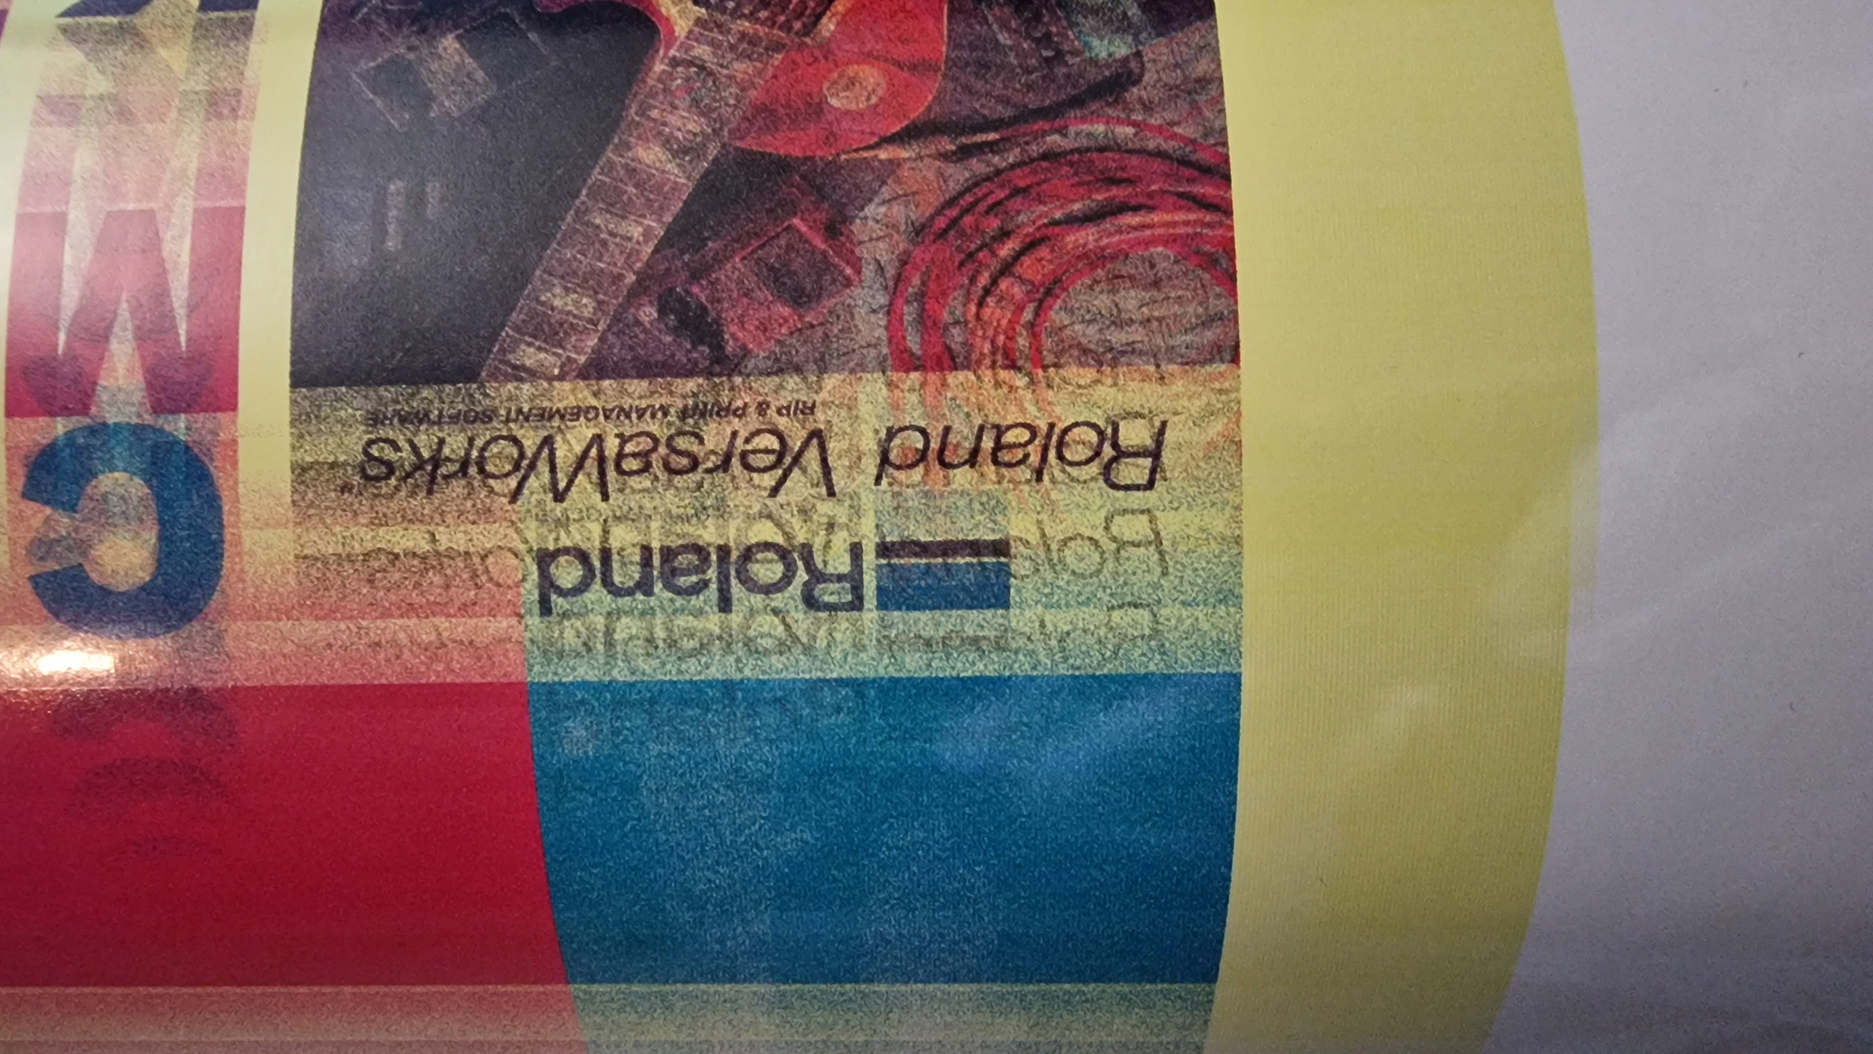 Roland
Roland VersaWorks
RIP & PRINT MANAGEMENT SOFTWARE
C
M